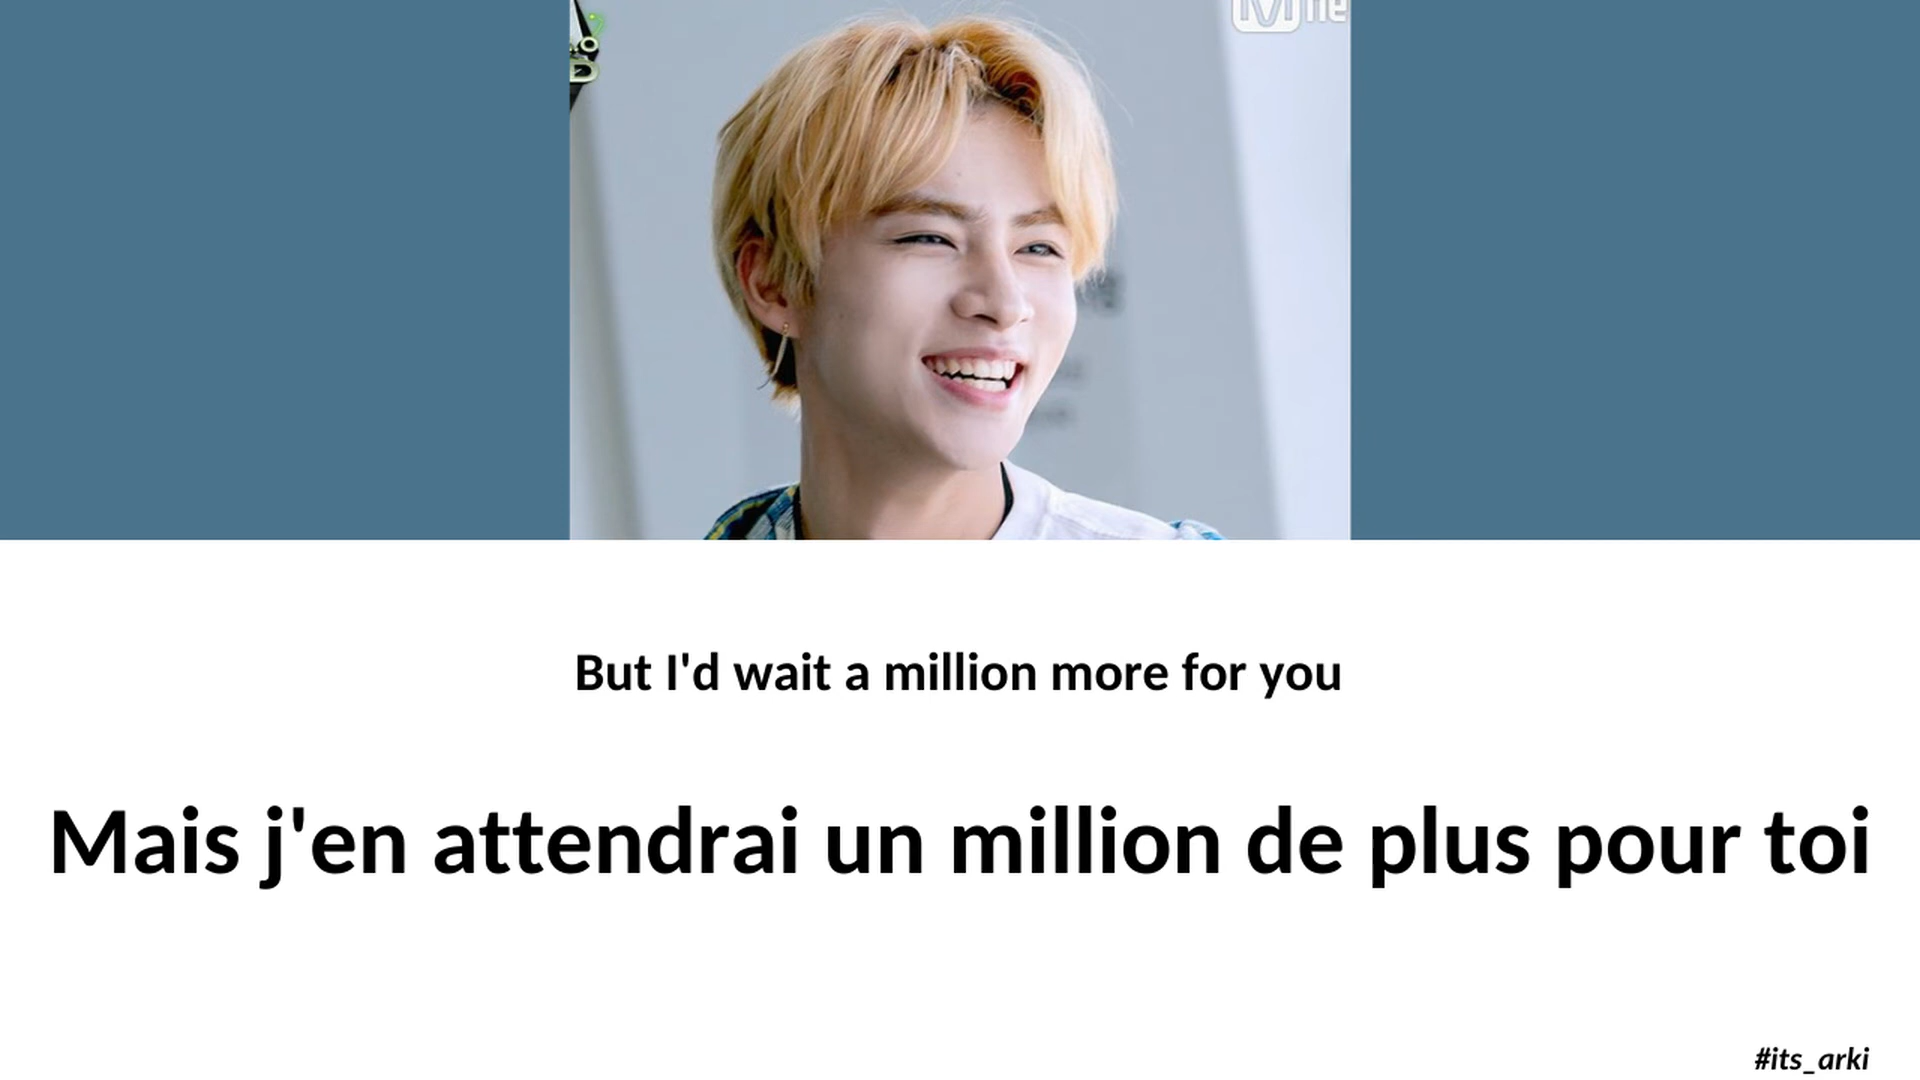 But I'd wait a million more for you
Mais j'en attendrai un million de plus pour toi
#its_arki